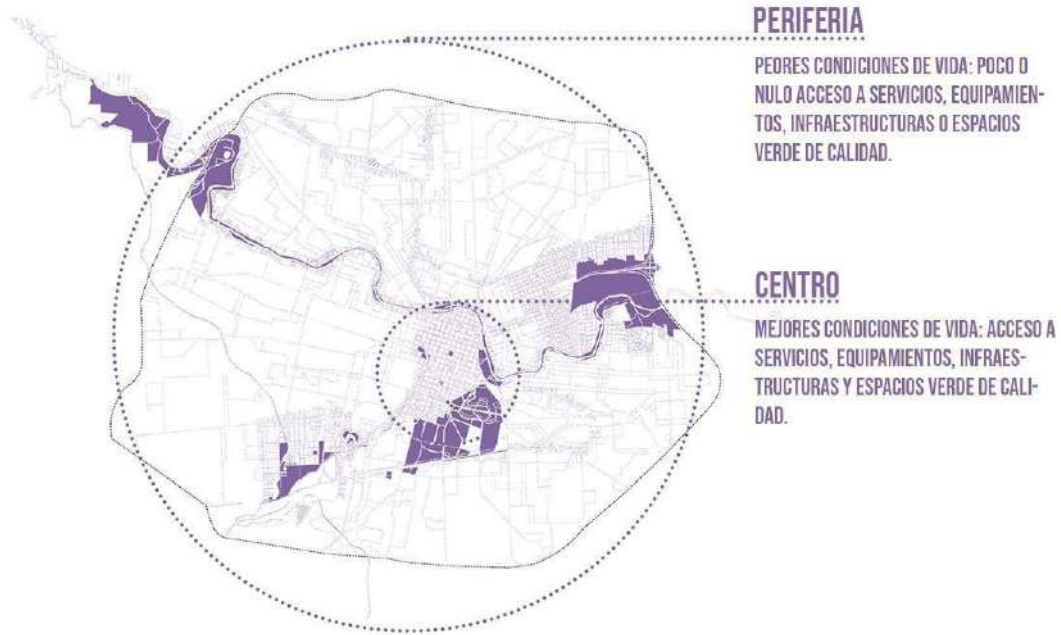 PERIFERIA
PEORES CONDICIONES DE VIDA: POCO O
NULO ACCESO A SERVICIOS, EQUIPAMIEN-
TOS, INFRAESTRUCTURAS O ESPACIOS
VERDE DE CALIDAD.
CENTRO
MEJORES CONDICIONES DE VIDA: ACCESO A
SERVICIOS, EQUIPAMIENTOS, INFRAES-
TRUCTURAS Y ESPACIOS VERDE DE CALI-
DAD.